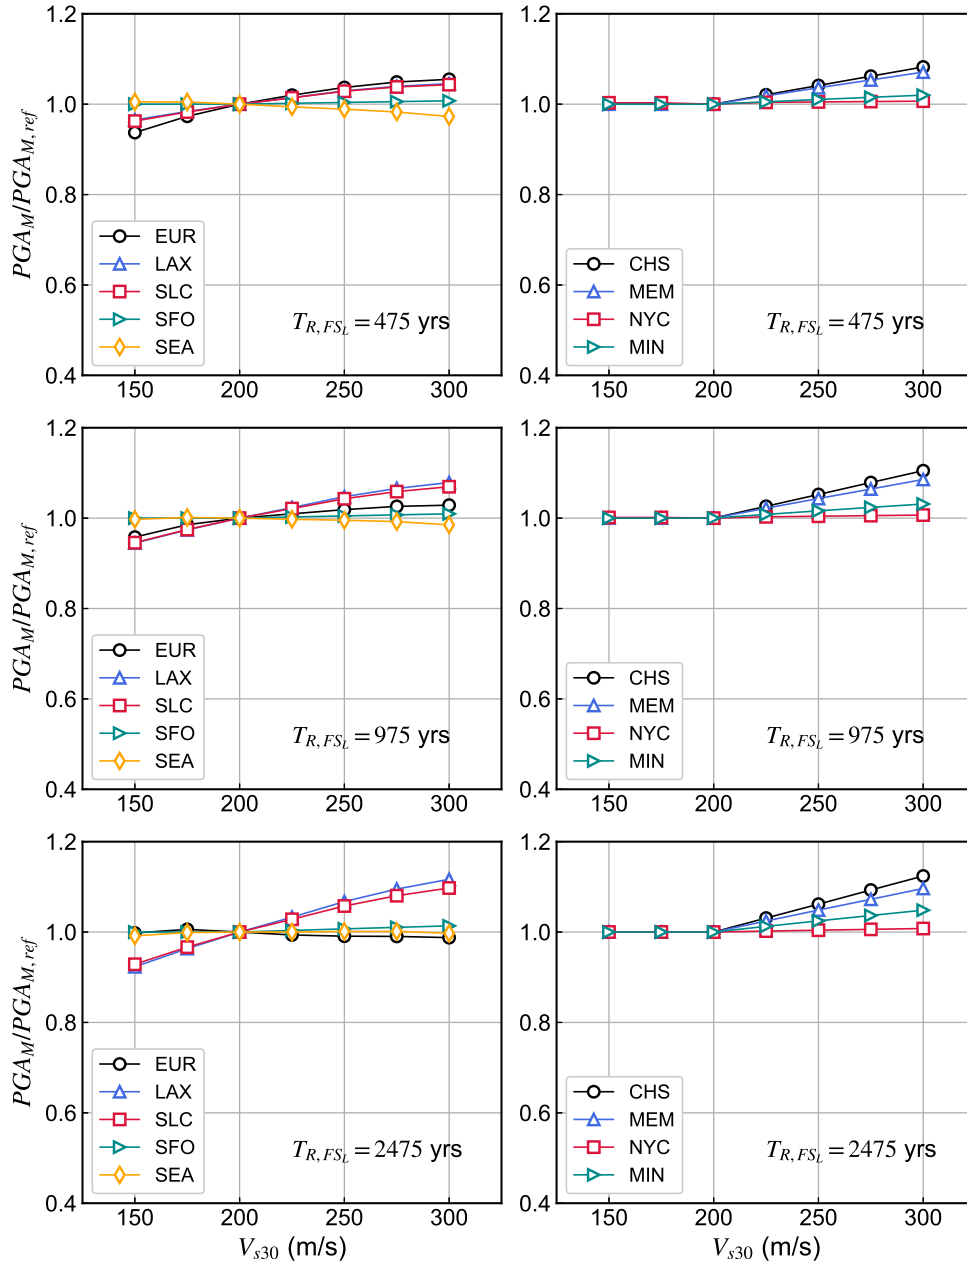 1.2
1.0
0.8
0.6
0.4
PGA_M/PGA_{M,ref}
EUR
LAX
SLC
SFO
SEA
T_{R,FS_L} = 475 yrs
150 200 250 300
CHS
MEM
NYC
MIN
T_{R,FS_L} = 475 yrs
150 200 250 300
1.2
1.0
0.8
0.6
0.4
PGA_M/PGA_{M,ref}
EUR
LAX
SLC
SFO
SEA
T_{R,FS_L} = 975 yrs
150 200 250 300
1.2
1.0
0.8
0.6
0.4
CHS
MEM
NYC
MIN
T_{R,FS_L} = 975 yrs
150 200 250 300
1.2
1.0
0.8
0.6
0.4
PGA_M/PGA_{M,ref}
EUR
LAX
SLC
SFO
SEA
T_{R,FS_L} = 2475 yrs
150 200 250 300
V_{s30} (m/s)
1.2
1.0
0.8
0.6
0.4
CHS
MEM
NYC
MIN
T_{R,FS_L} = 2475 yrs
150 200 250 300
V_{s30} (m/s)
1.2
1.0
0.8
0.6
0.4